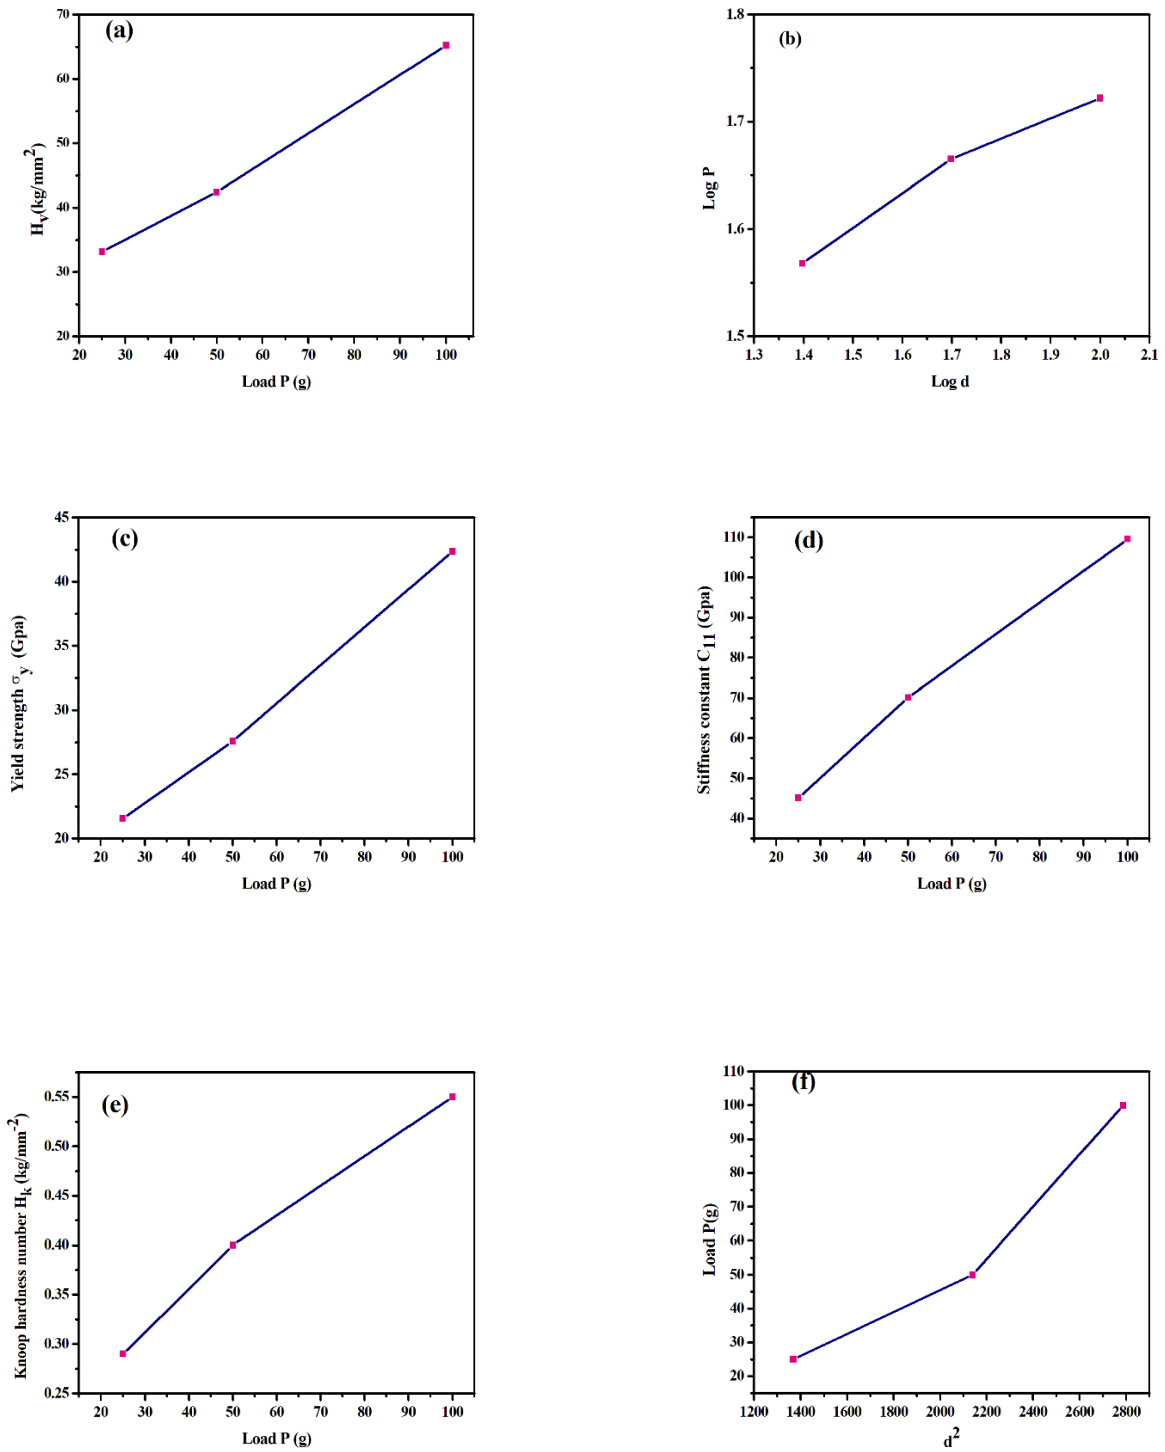 (a)
70
60
50
40
30
20
H_v(kg/mm²)
20 30 40 50 60 70 80 90 100
Load P (g)
(b)
1.8
1.7
1.6
1.5
Log P
1.3 1.4 1.5 1.6 1.7 1.8 1.9 2.0 2.1
Log d
(c)
45
40
35
30
25
20
Yield strength σ_y (Gpa)
20 30 40 50 60 70 80 90 100
Load P (g)
(d)
110
100
90
80
70
60
50
40
Stiffness constant C₁₁ (Gpa)
20 30 40 50 60 70 80 90 100
Load P (g)
(e)
0.55
0.50
0.45
0.40
0.35
0.30
0.25
Knoop hardness number H_k (kg/mm⁻²)
20 30 40 50 60 70 80 90 100
Load P (g)
(f)
110
100
90
80
70
60
50
40
30
20
Load P(g)
1200 1400 1600 1800 2000 2200 2400 2600 2800
d²